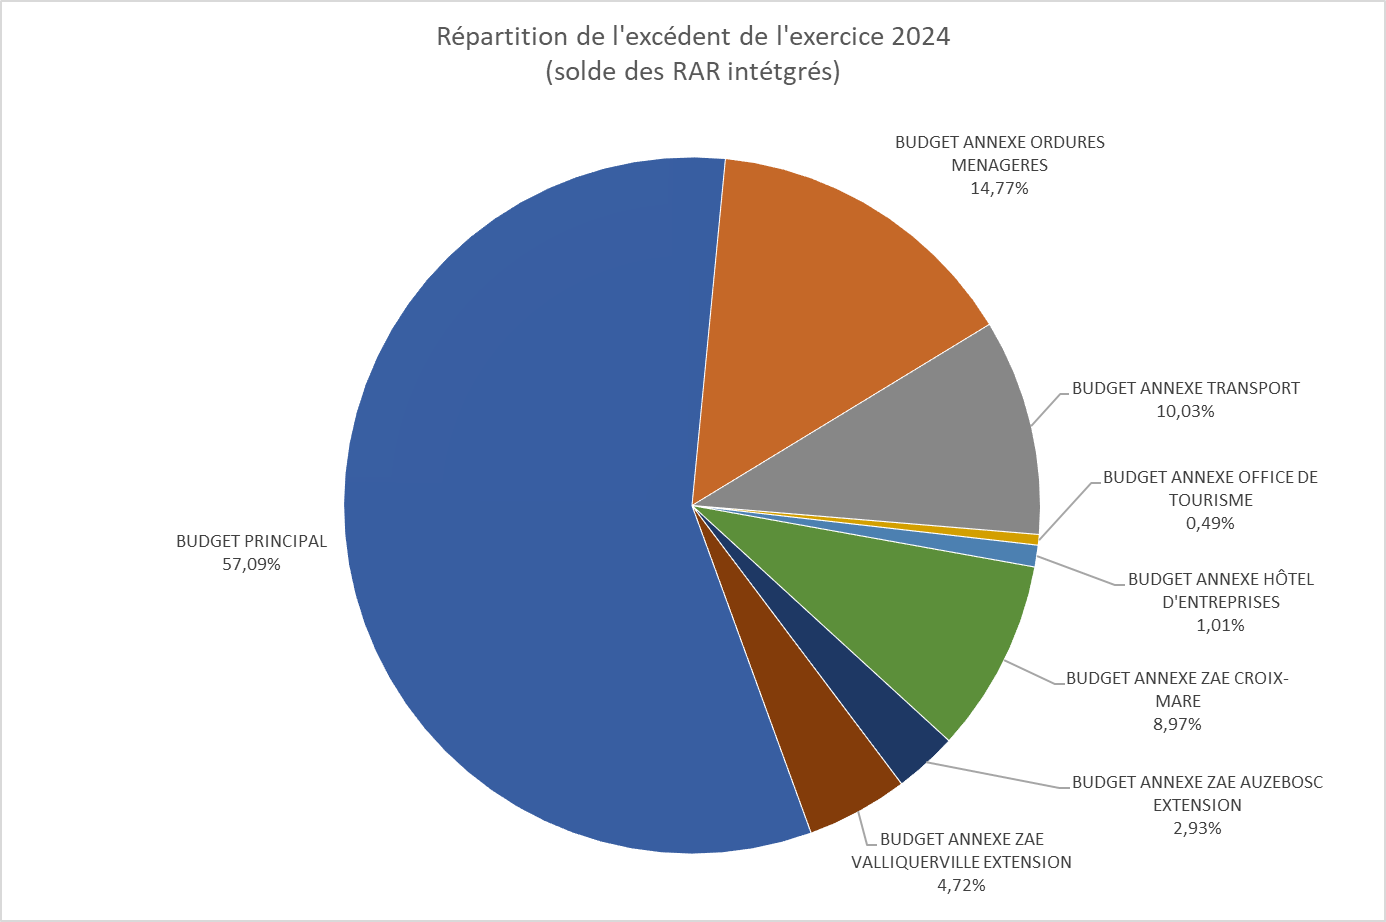 Répartition de l'excédent de l'exercice 2024
(solde des RAR intétgrés)
BUDGET ANNEXE ORDURES
MENAGERES
14,77%
BUDGET ANNEXE TRANSPORT
10,03%
BUDGET ANNEXE OFFICE DE
TOURISME
0,49%
BUDGET PRINCIPAL
57,09%
BUDGET ANNEXE HÔTEL
D'ENTREPRISES
1,01%
BUDGET ANNEXE ZAE CROIX-
MARE
8,97%
BUDGET ANNEXE ZAE AUZEBOSC
EXTENSION
2,93%
BUDGET ANNEXE ZAE
VALLIQUERVILLE EXTENSION
4,72%